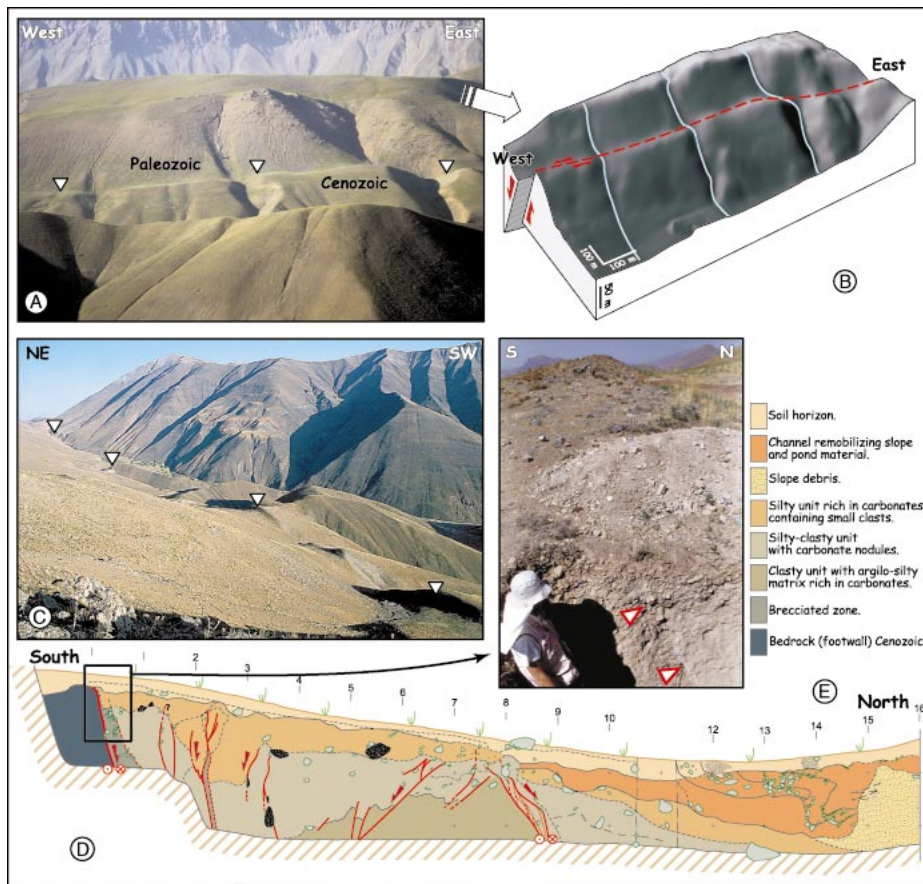 West
East
Paleozoic
Cenozoic
A
East
West
100 m
100 m
50 m
B
NE
SW
C
S
N
Soil horizon.
Channel remobilizing slope
and pond material.
Slope debris.
Silty unit rich in carbonates
containing small clasts.
Silty-clasty unit
with carbonate nodules.
Clasty unit with argilo-silty
matrix rich in carbonates.
Brecciated zone.
Bedrock (footwall) Cenozoic
E
South
North
1
2
3
4
5
6
7
8
9
10
12
13
14
15
16
D